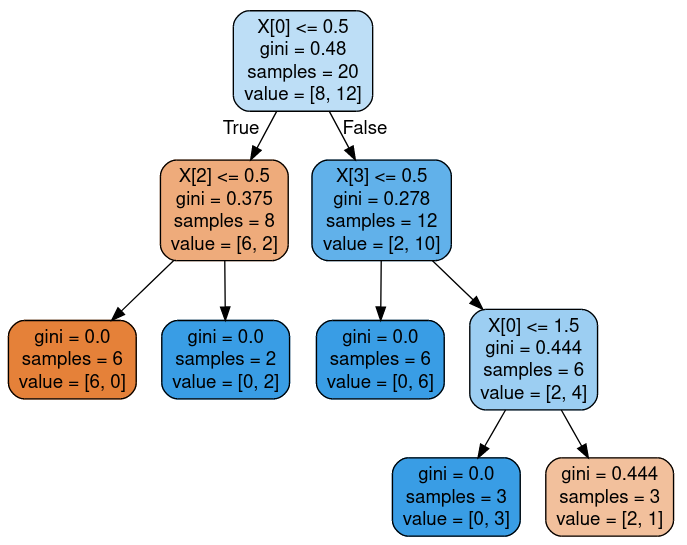 X[0] <= 0.5
gini = 0.48
samples = 20
value = [8, 12]
True
False
X[2] <= 0.5
gini = 0.375
samples = 8
value = [6, 2]
X[3] <= 0.5
gini = 0.278
samples = 12
value = [2, 10]
gini = 0.0
samples = 6
value = [6, 0]
gini = 0.0
samples = 2
value = [0, 2]
gini = 0.0
samples = 6
value = [0, 6]
X[0] <= 1.5
gini = 0.444
samples = 6
value = [2, 4]
gini = 0.0
samples = 3
value = [0, 3]
gini = 0.444
samples = 3
value = [2, 1]